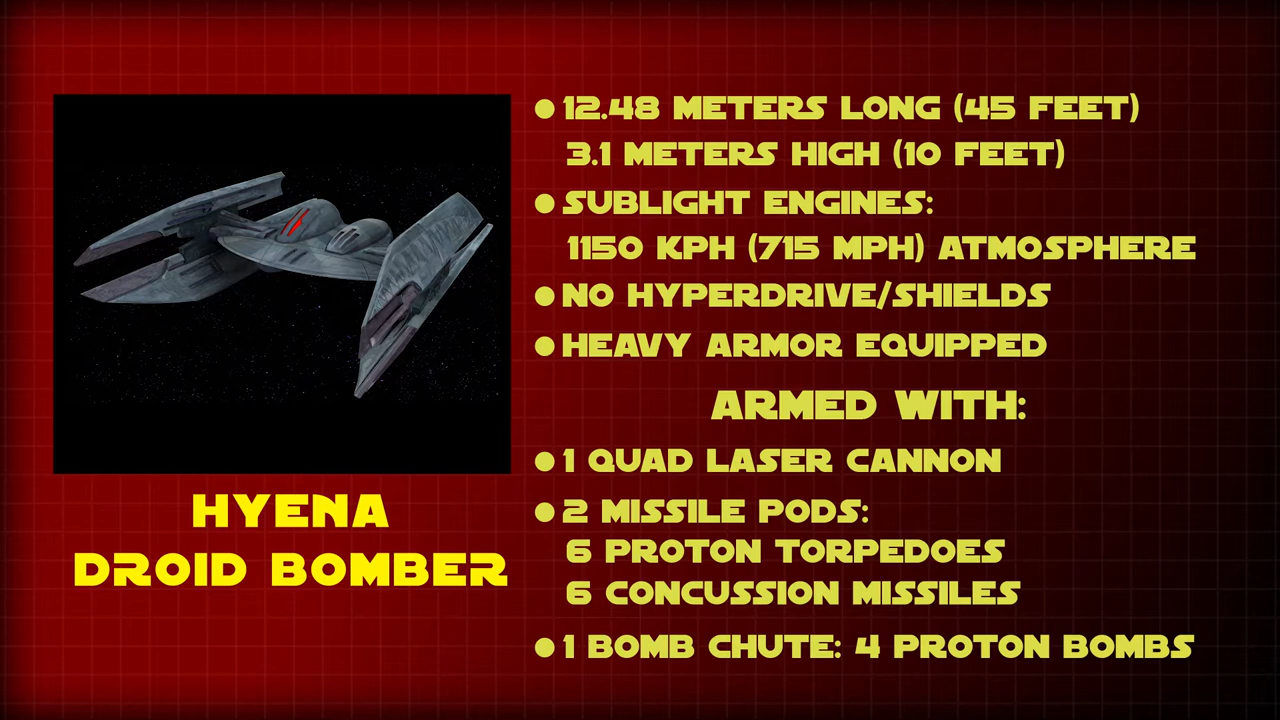 ● 12.48 METERS LONG (45 FEET)
3.1 METERS HIGH (10 FEET)
● SUBLIGHT ENGINES:
1150 KPH (715 MPH) ATMOSPHERE
● NO HYPERDRIVE/SHIELDS
● HEAVY ARMOR EQUIPPED
ARMED WITH:
● 1 QUAD LASER CANNON
● 2 MISSILE PODS:
6 PROTON TORPEDOES
6 CONCUSSION MISSILES
● 1 BOMB CHUTE: 4 PROTON BOMBS
HYENA
DROID BOMBER